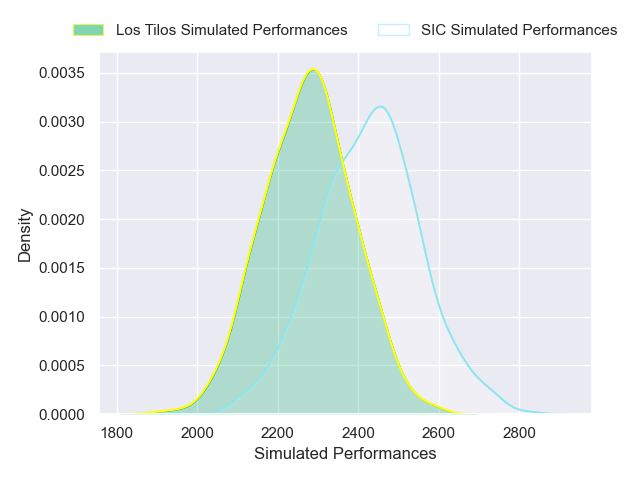 Los Tilos Simulated Performances SIC Simulated Performances
0.0035
0.0030
0.0025
0.0020
0.0015
0.0010
0.0005
0.0000
Density
1800 2000 2200 2400 2600 2800
Simulated Performances